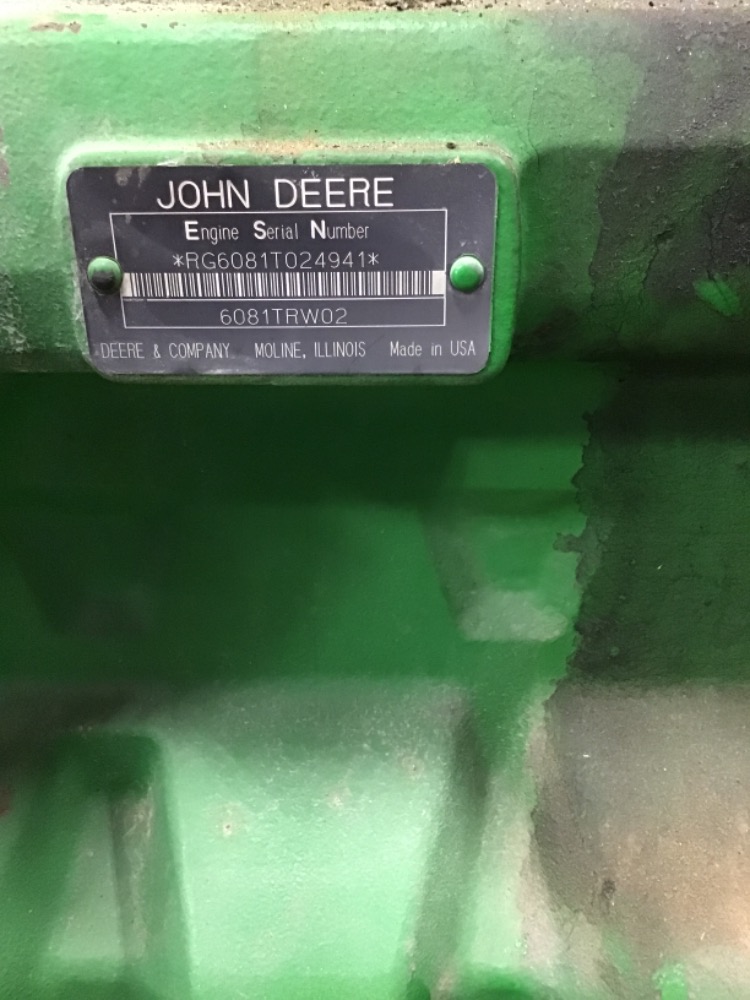 JOHN DEERE
Engine Serial Number
*RG6081T024941*
6081TRW02
DEERE & COMPANY MOLINE, ILLINOIS Made in USA